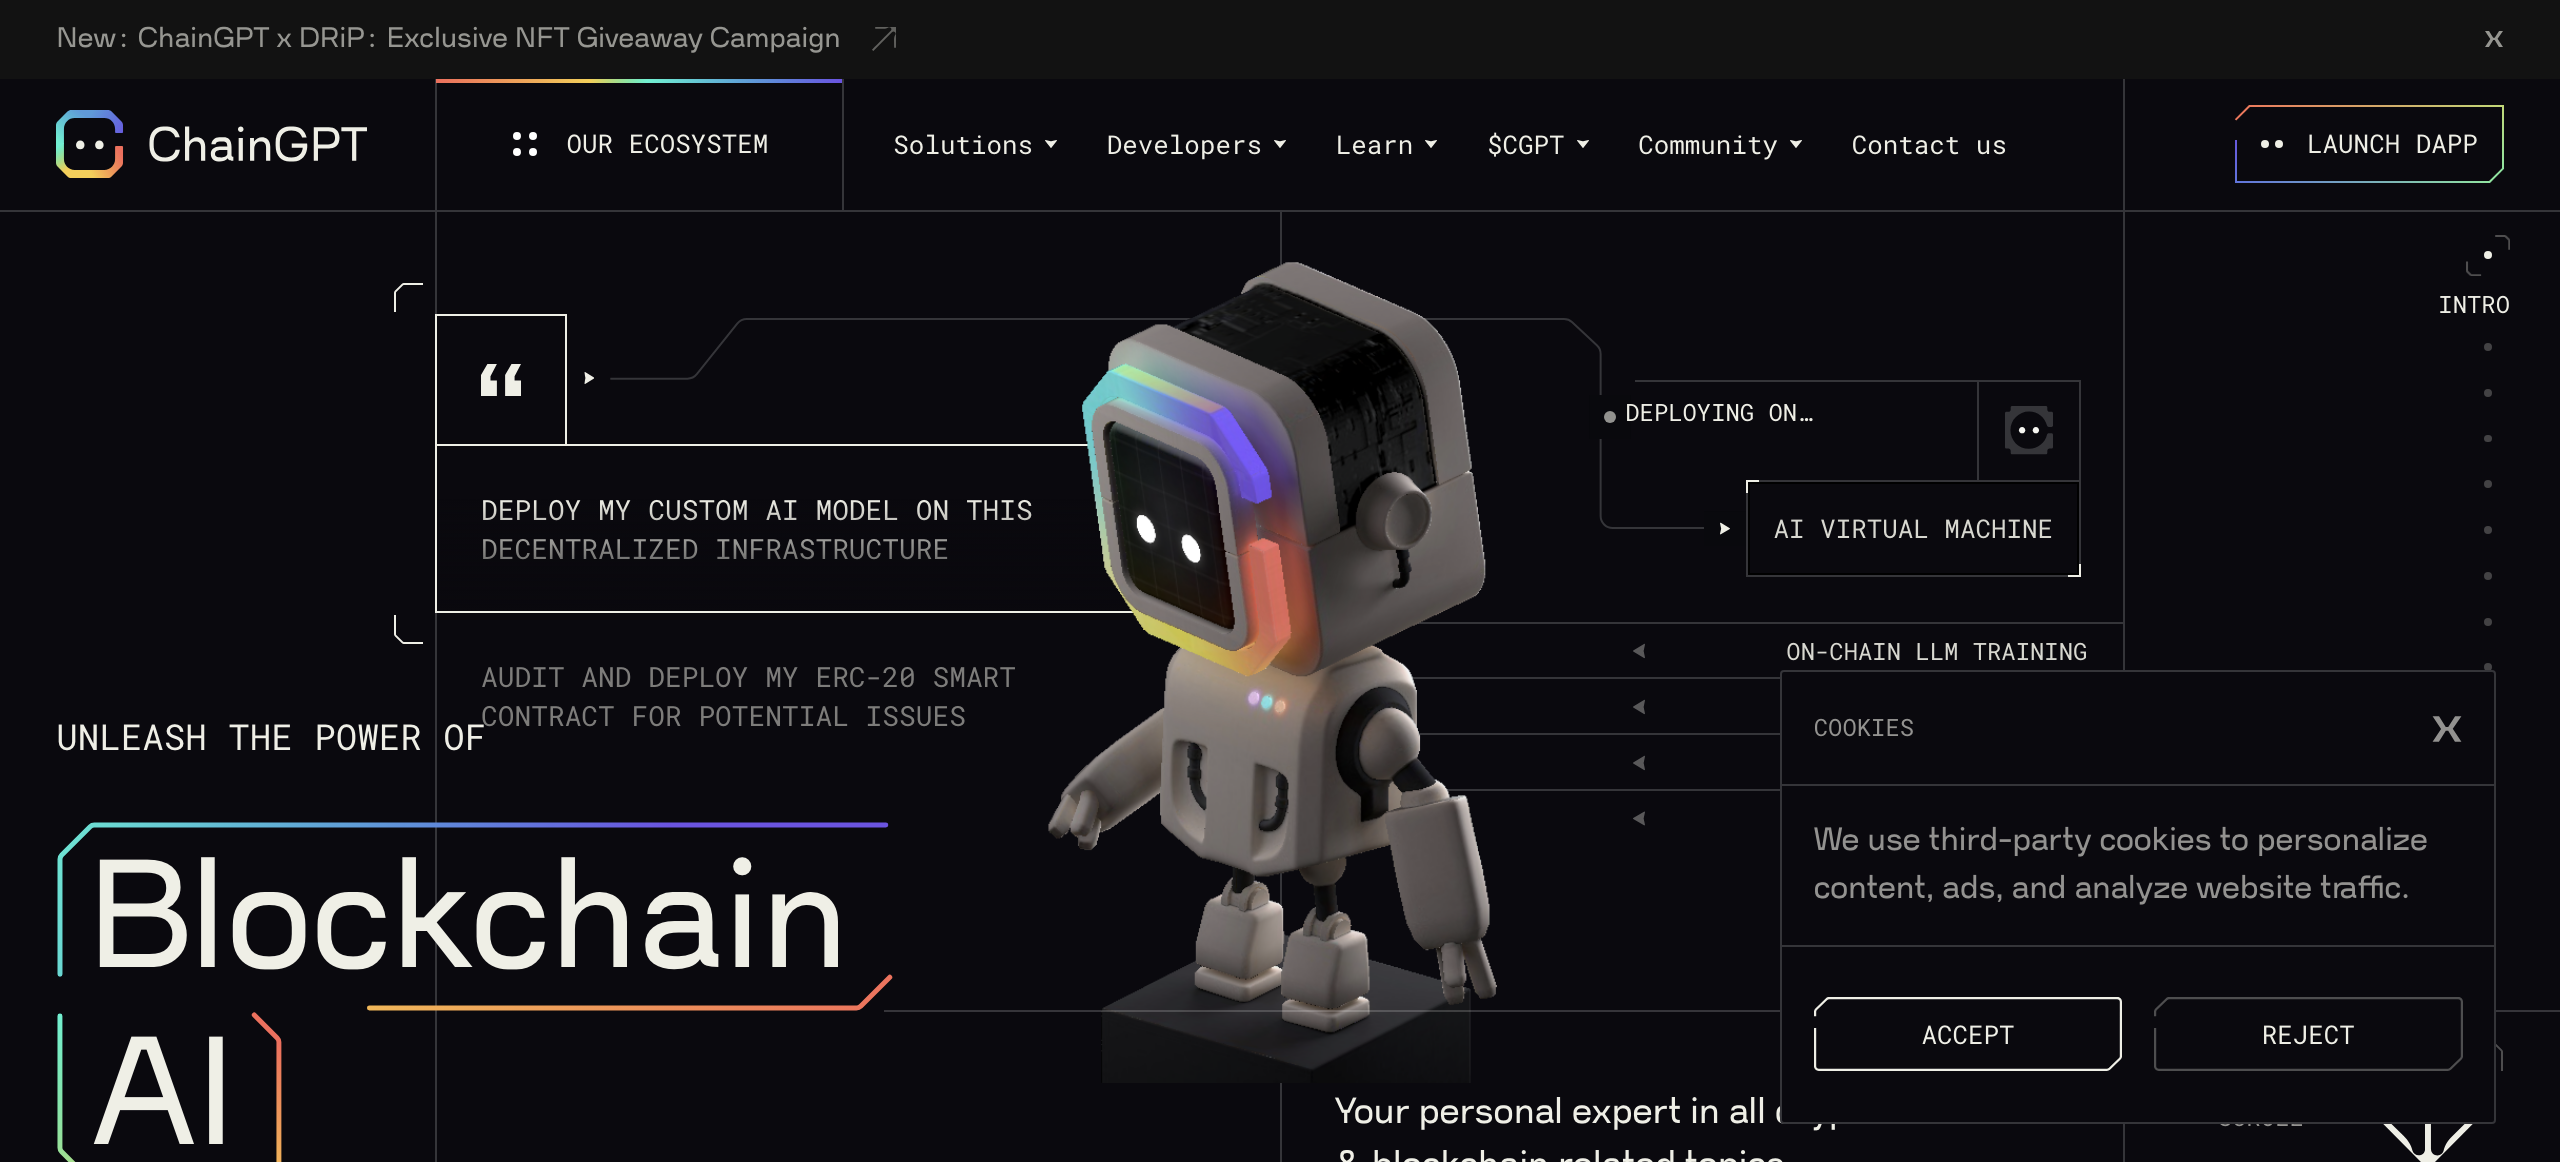 New: ChainGPT x DRiP: Exclusive NFT Giveaway Campaign
X
ChainGPT
OUR ECOSYSTEM
Solutions
Developers
Learn
$CGPT
Community
Contact us
LAUNCH DAPP
INTRO
“
DEPLOYING ON…
DEPLOY MY CUSTOM AI MODEL ON THIS
DECENTRALIZED INFRASTRUCTURE
AI VIRTUAL MACHINE
ON-CHAIN LLM TRAINING
AUDIT AND DEPLOY MY ERC-20 SMART
CONTRACT FOR POTENTIAL ISSUES
UNLEASH THE POWER OF
Blockchain
AI
COOKIES
X
We use third-party cookies to personalize
content, ads, and analyze website traffic.
ACCEPT
REJECT
Your personal expert in all
& blockchain related topics